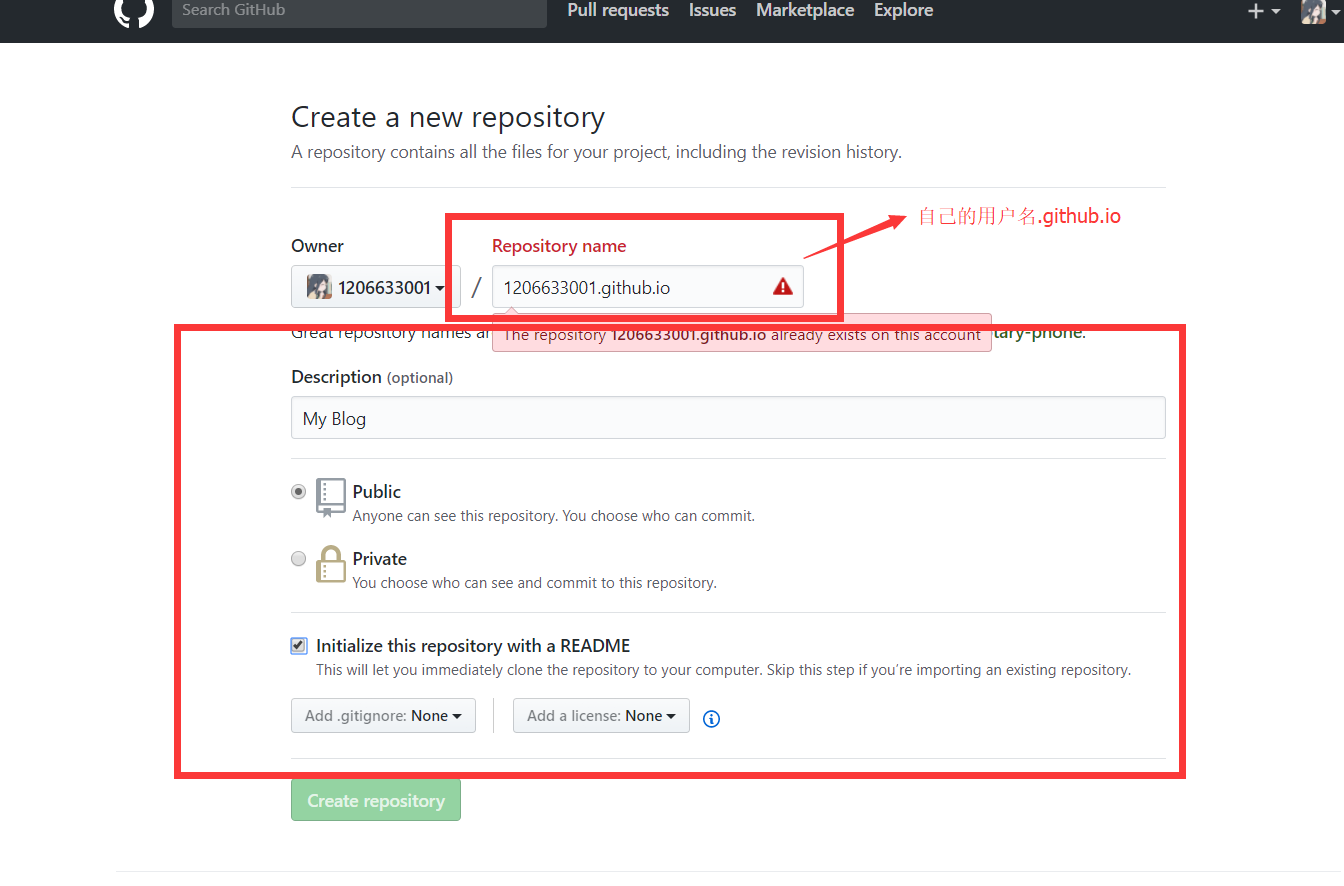 Search GitHub Pull requests Issues Marketplace Explore
Create a new repository
A repository contains all the files for your project, including the revision history.
自己的用户名.github.io
Owner Repository name
1206633001 / 1206633001.github.io
Great repository names a tary-phone.
The repository 1206633001.github.io already exists on this account
Description (optional)
My Blog
Public
Anyone can see this repository. You choose who can commit.
Private
You choose who can see and commit to this repository.
Initialize this repository with a README
This will let you immediately clone the repository to your computer. Skip this step if you’re importing an existing repository.
Add .gitignore: None Add a license: None
Create repository